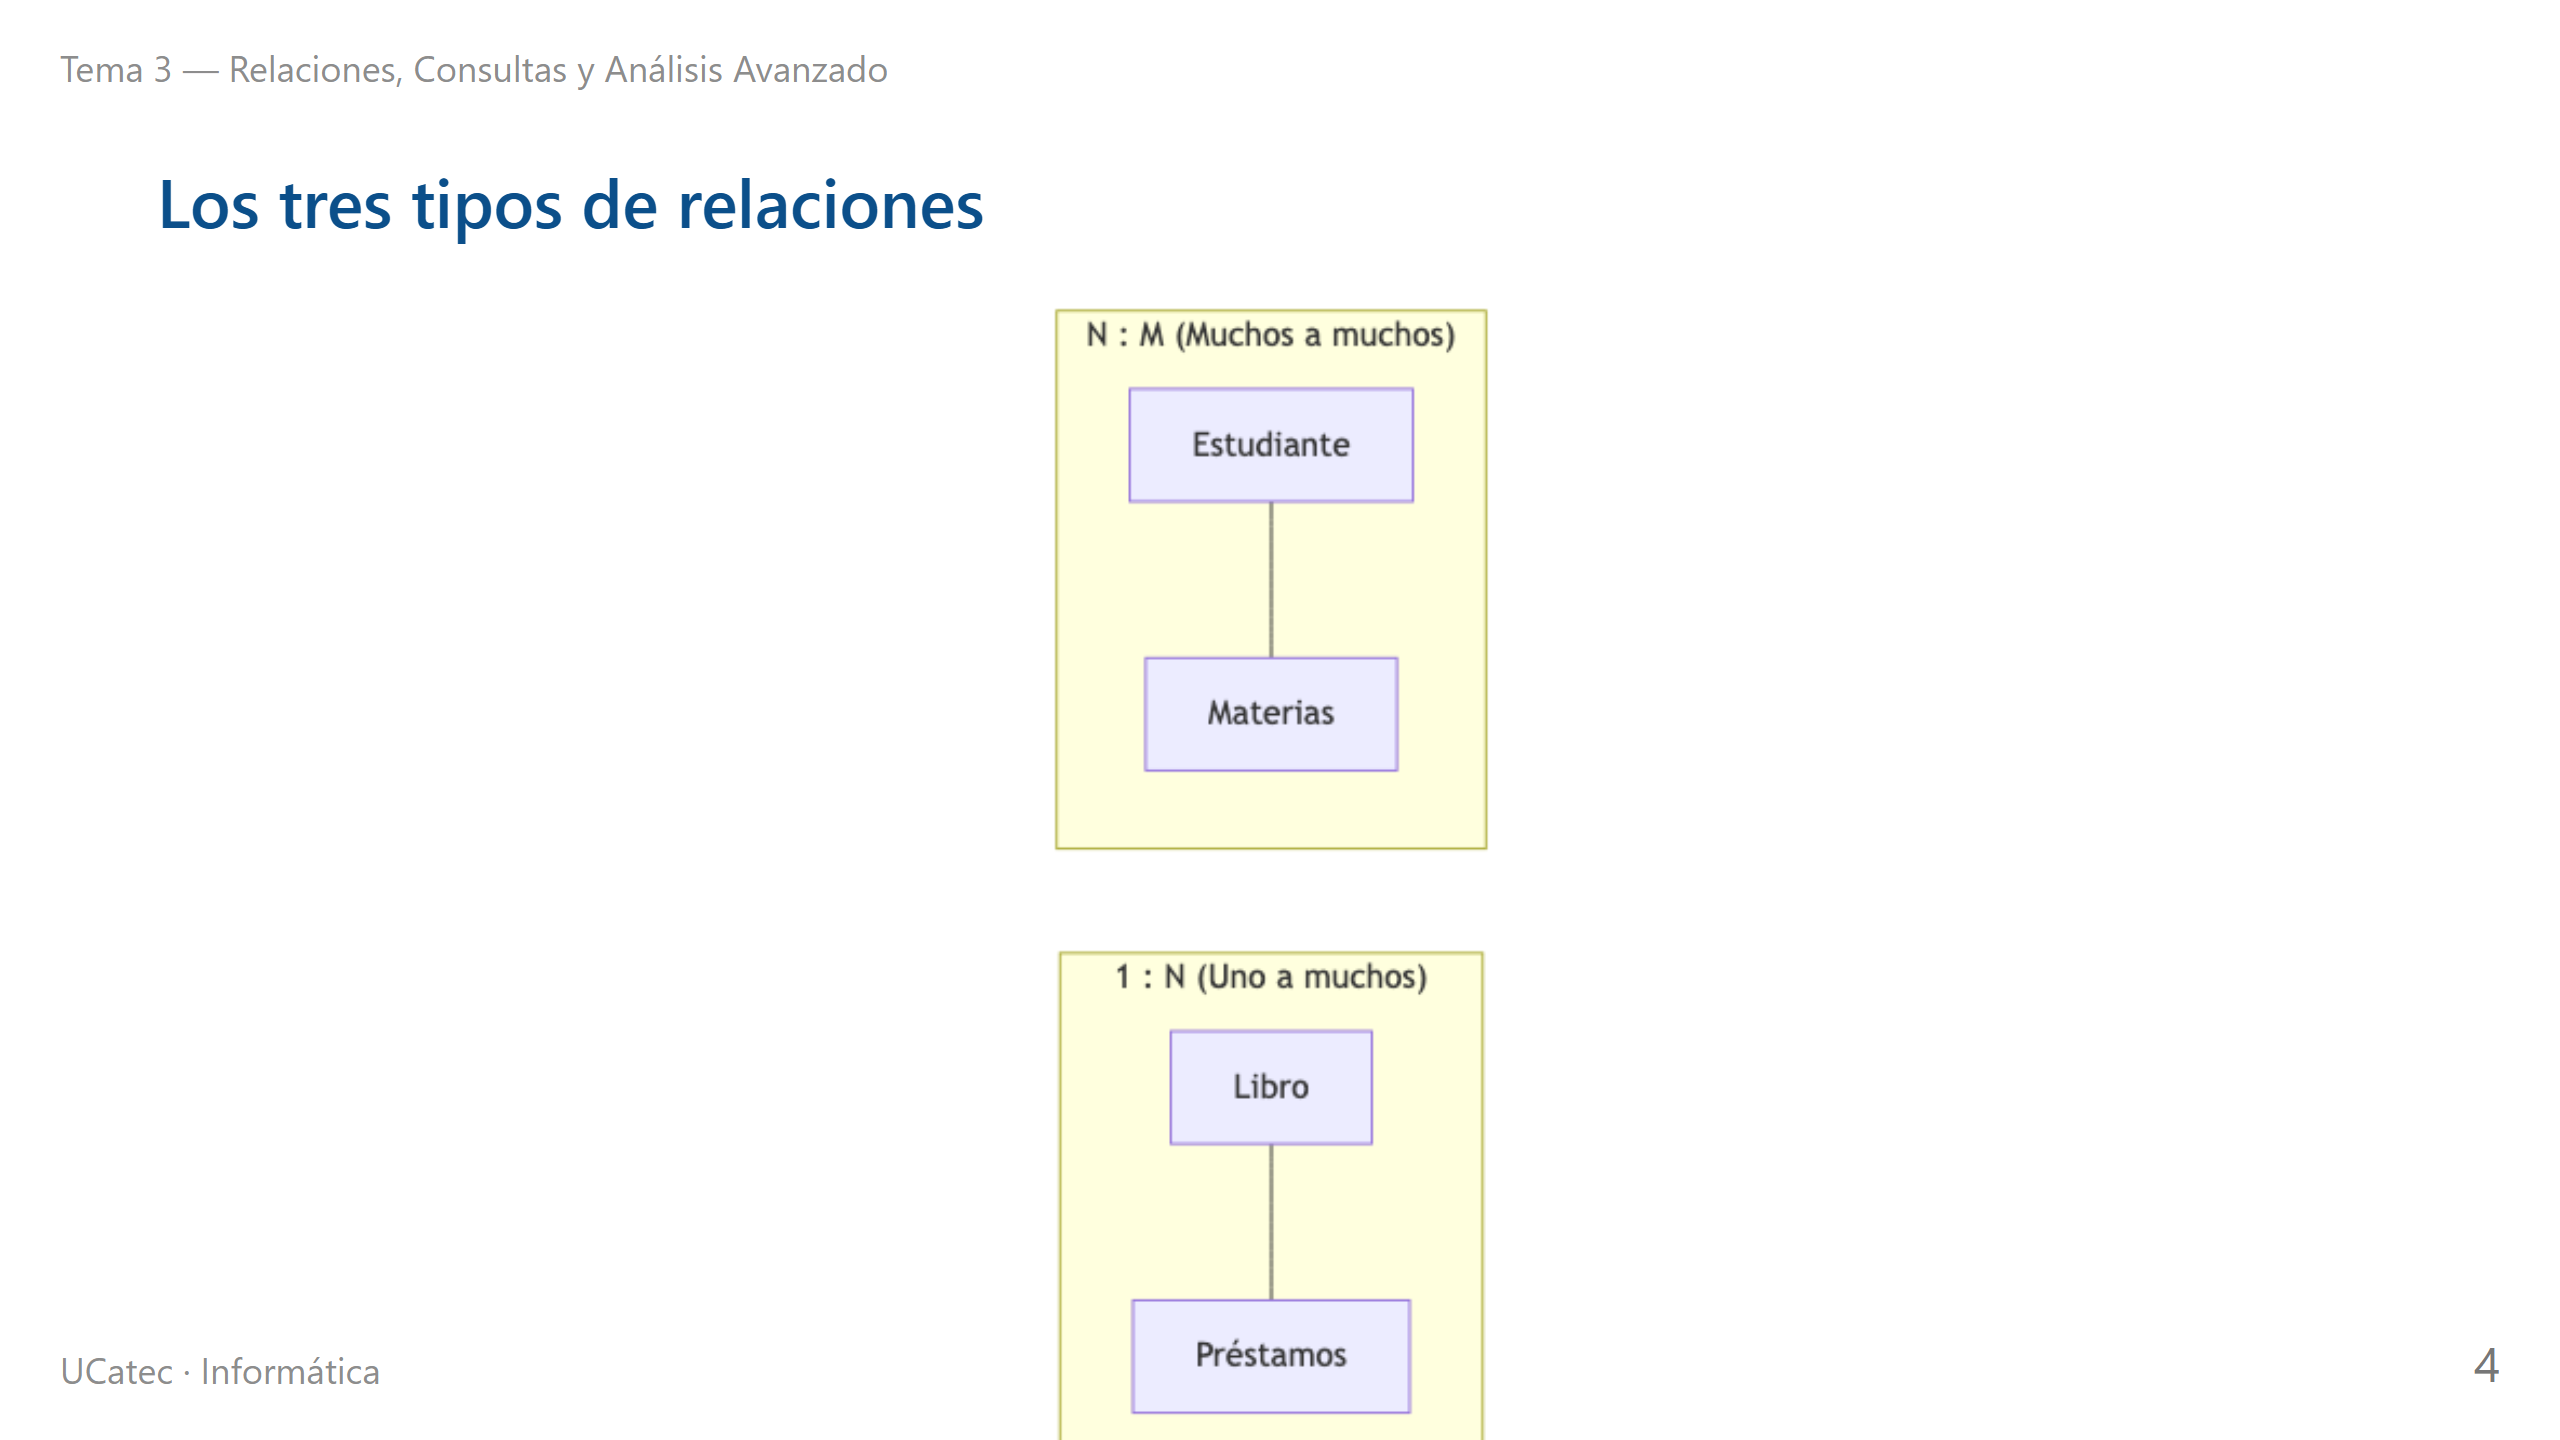 Tema 3 — Relaciones, Consultas y Análisis Avanzado
Los tres tipos de relaciones
N : M (Muchos a muchos)
Estudiante
Materias
1 : N (Uno a muchos)
Libro
Préstamos
UCatec · Informática
4